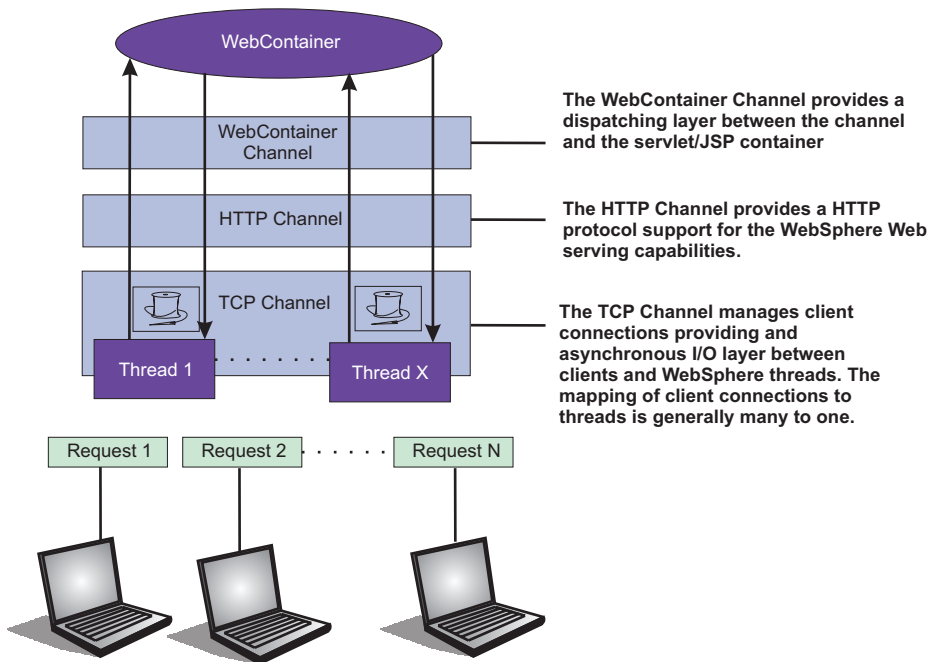 WebContainer
WebContainer
Channel
The WebContainer Channel provides a
dispatching layer between the channel
and the servlet/JSP container
HTTP Channel
The HTTP Channel provides a HTTP
protocol support for the WebSphere Web
serving capabilities.
TCP Channel
The TCP Channel manages client
connections providing and
asynchronous I/O layer between
clients and WebSphere threads. The
mapping of client connections to
threads is generally many to one.
Thread 1
Thread X
Request 1
Request 2
Request N